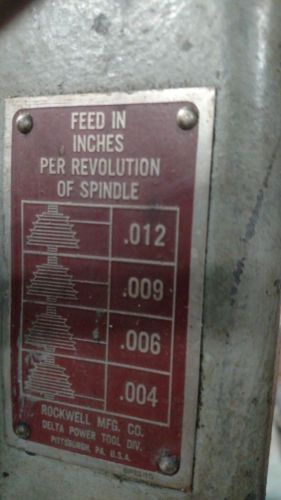 FEED IN
INCHES
PER REVOLUTION
OF SPINDLE
.012
.009
.006
.004
ROCKWELL MFG. CO.
DELTA POWER TOOL DIV.
PITTSBURGH, PA. U.S.A.